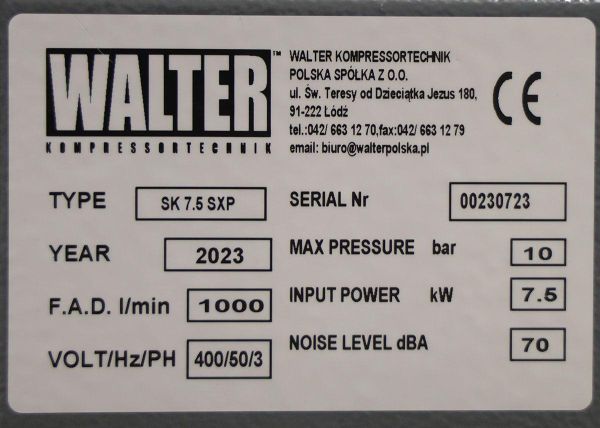 WALTER™
KOMPRESSORTECHNIK
WALTER KOMPRESSORTECHNIK
POLSKA SPÓŁKA Z O.O.
ul. Św. Teresy od Dzieciątka Jezus 180,
91-222 Łódź
tel.:042/ 663 12 70,fax:042/ 663 12 79
email: biuro@walterpolska.pl
CE
TYPE SK 7.5 SXP
YEAR 2023
F.A.D. l/min 1000
VOLT/Hz/PH 400/50/3
SERIAL Nr 00230723
MAX PRESSURE bar 10
INPUT POWER kW 7.5
NOISE LEVEL dBA 70